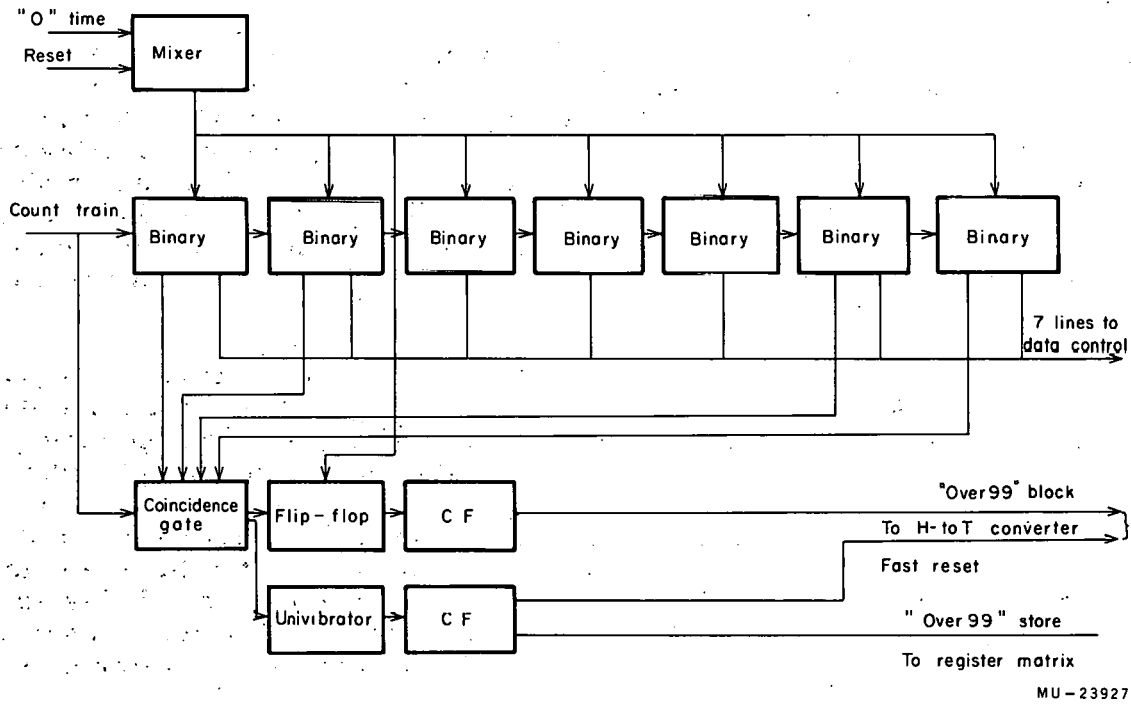 "O" time
Reset
Mixer
Count train
Binary
Binary
Binary
Binary
Binary
Binary
Binary
7 lines to
data control
Coincidence
gate
Flip-flop
C F
"Over 99" block
To H-to T converter
Fast reset
Univibrator
C F
"Over 99" store
To register matrix
MU-23927